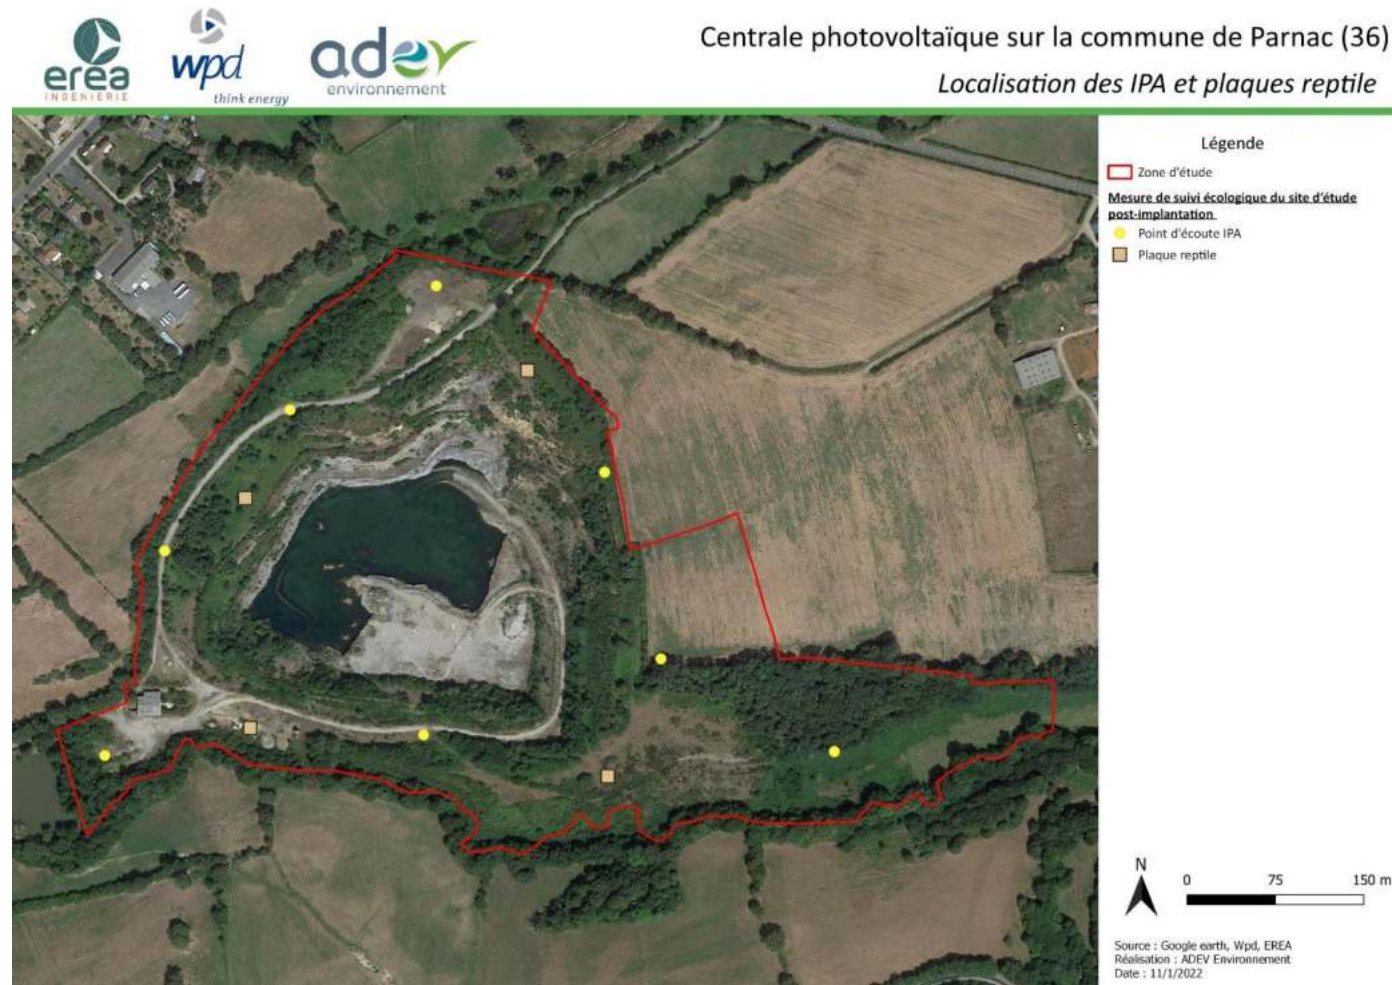 erea
INGENIERIE
wpd
think energy
adev
environnement
Centrale photovoltaïque sur la commune de Parnac (36)
Localisation des IPA et plaques reptile
Légende
Zone d'étude
Mesure de suivi écologique du site d'étude
post-implantation
Point d'écoute IPA
Plaque reptile
N
0 75 150 m
Source : Google earth, Wpd, EREA
Réalisation : ADEV Environnement
Date : 11/1/2022